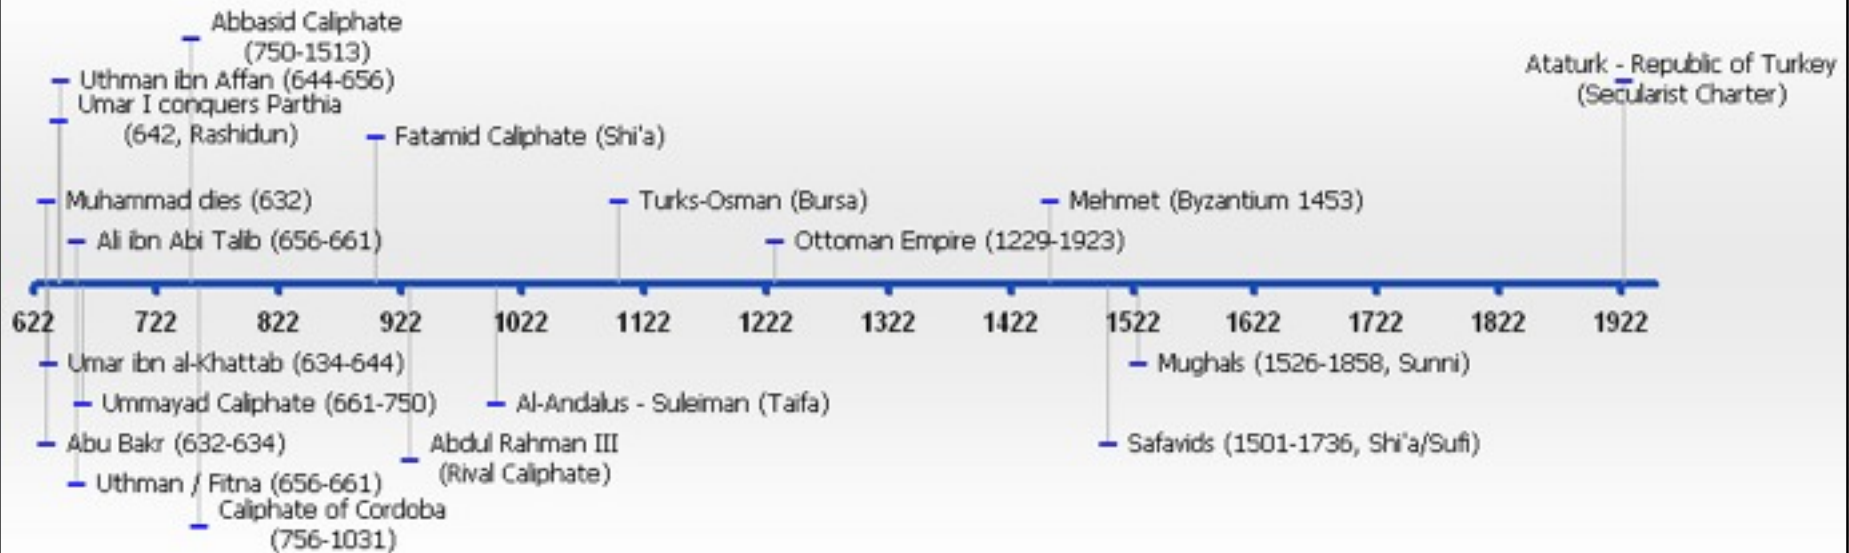 Abbasid Caliphate
(750-1513)
Uthman ibn Affan (644-656)
Umar I conquers Parthia
(642, Rashidun)
Fatamid Caliphate (Shi'a)
Ataturk - Republic of Turkey
(Secularist Charter)
Muhammad dies (632)
Turks-Osman (Bursa)
Mehmet (Byzantium 1453)
Ali ibn Abi Talib (656-661)
Ottoman Empire (1229-1923)
622 722 822 922 1022 1122 1222 1322 1422 1522 1622 1722 1822 1922
Umar ibn al-Khattab (634-644)
Mughals (1526-1858, Sunni)
Ummayad Caliphate (661-750)
Al-Andalus - Suleiman (Taifa)
Abu Bakr (632-634)
Abdul Rahman III
(Rival Caliphate)
Safavids (1501-1736, Shi'a/Sufi)
Uthman / Fitna (656-661)
Caliphate of Cordoba
(756-1031)